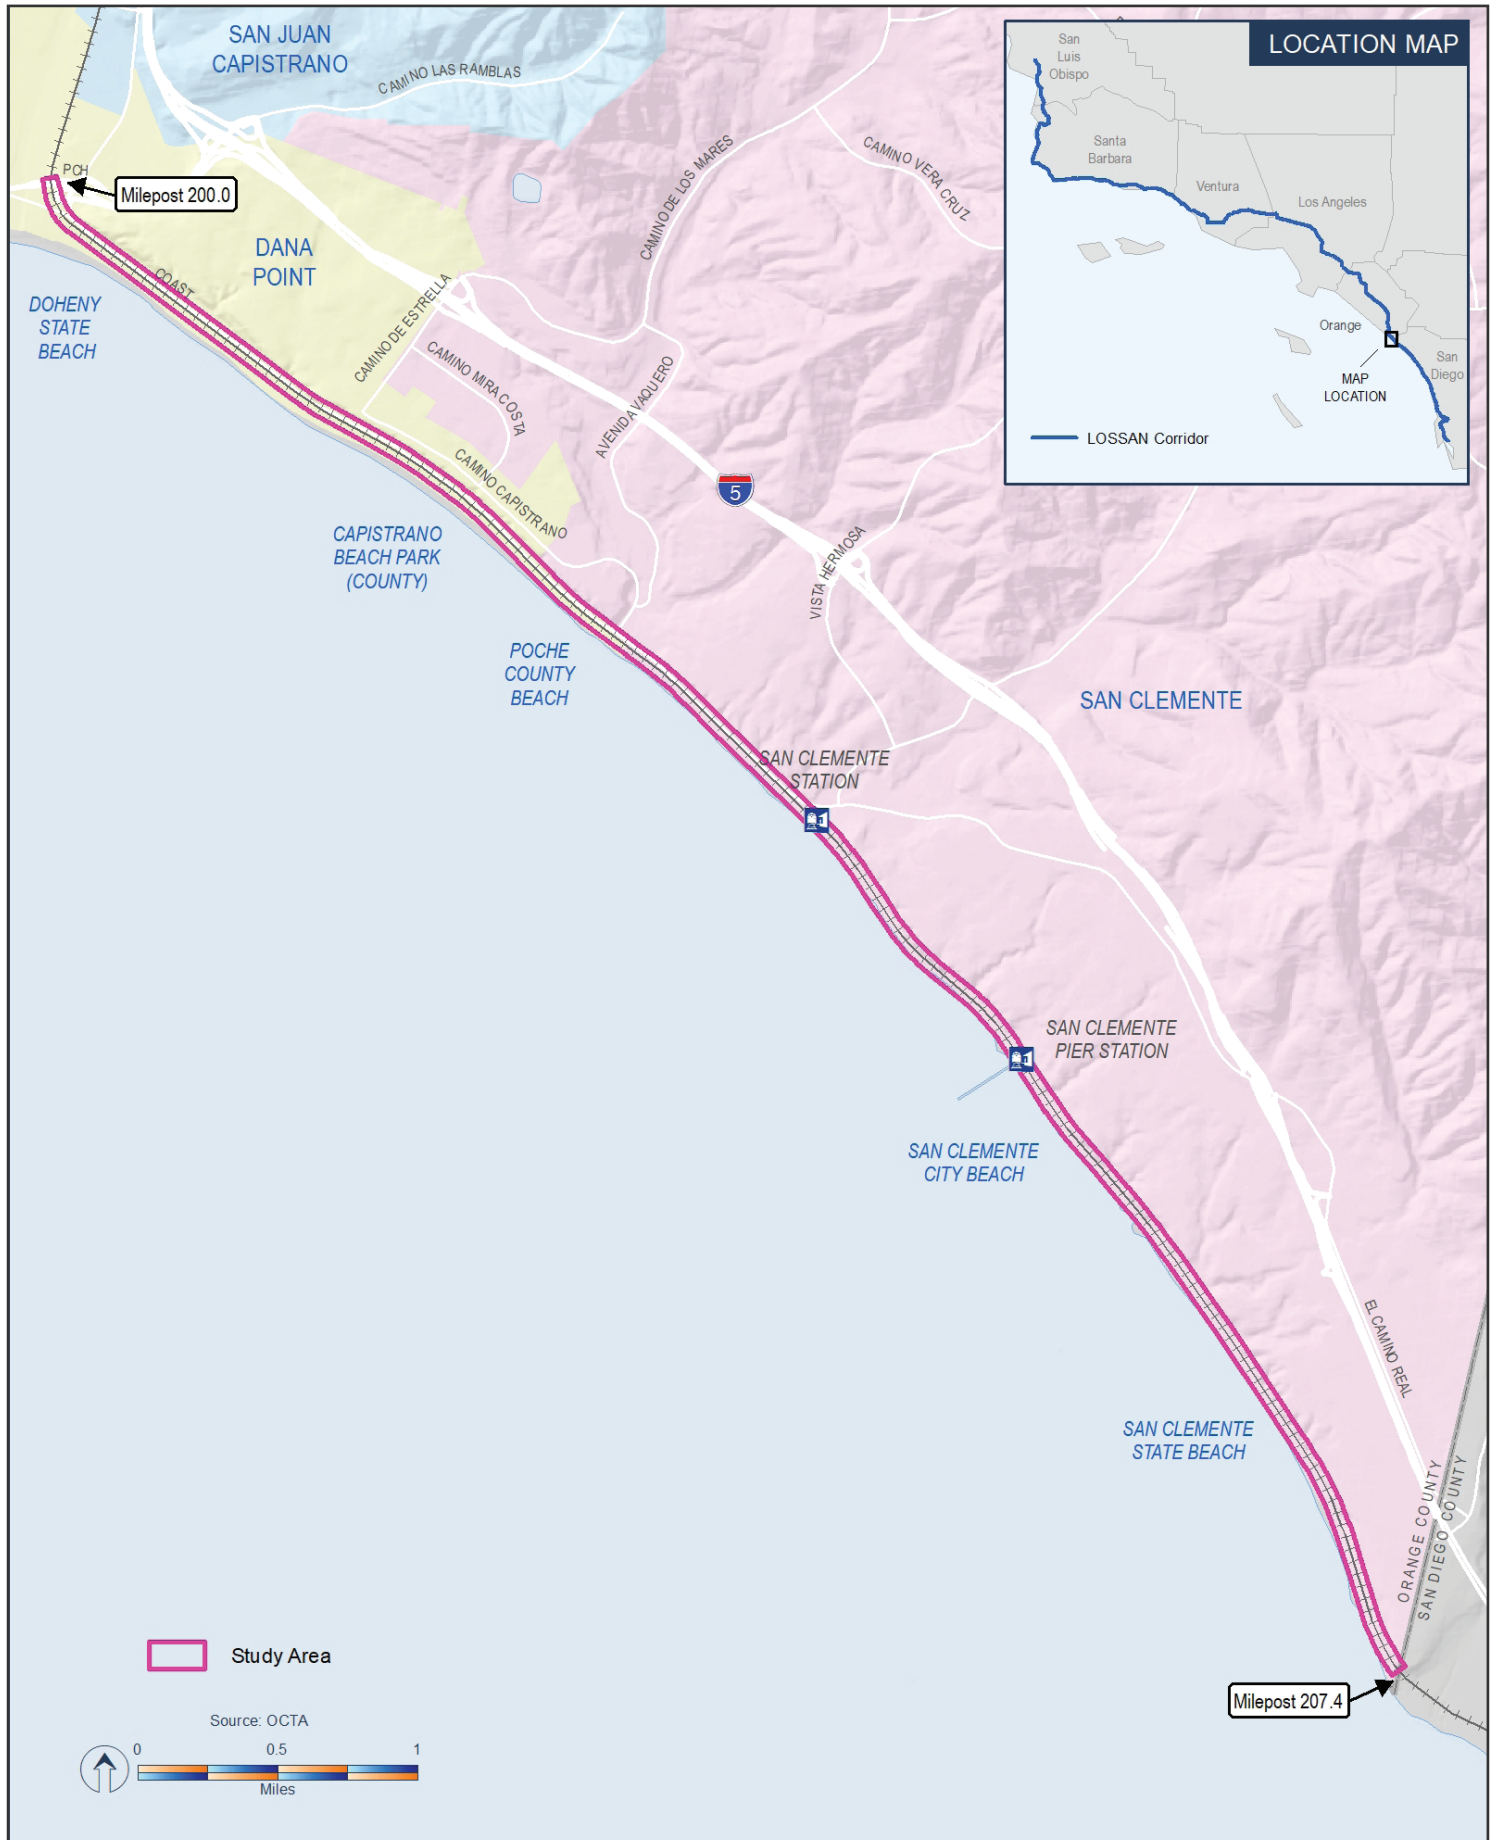 SAN JUAN
CAPISTRANO
CAMINO LAS RAMBLAS
PCH
Milepost 200.0
DANA
POINT
COAST
DOHENY
STATE
BEACH
CAMINO DE ESTRELLA
CAMINO MIRA COSTA
CAMINO DE LOS MARES
CAMINO VERA CRUZ
AVENIDA VAQUERO
CAMINO CAPISTRANO
5
CAPISTRANO
BEACH PARK
(COUNTY)
VISTA HERMOSA
POCHE
COUNTY
BEACH
SAN CLEMENTE
SAN CLEMENTE
STATION
SAN CLEMENTE
PIER STATION
SAN CLEMENTE
CITY BEACH
EL CAMINO REAL
SAN CLEMENTE
STATE BEACH
ORANGE COUNTY
SAN DIEGO COUNTY
Milepost 207.4
LOCATION MAP
San
Luis
Obispo
Santa
Barbara
Ventura
Los Angeles
Orange
San
Diego
MAP
LOCATION
LOSSAN Corridor
Study Area
Source: OCTA
0 0.5 1
Miles